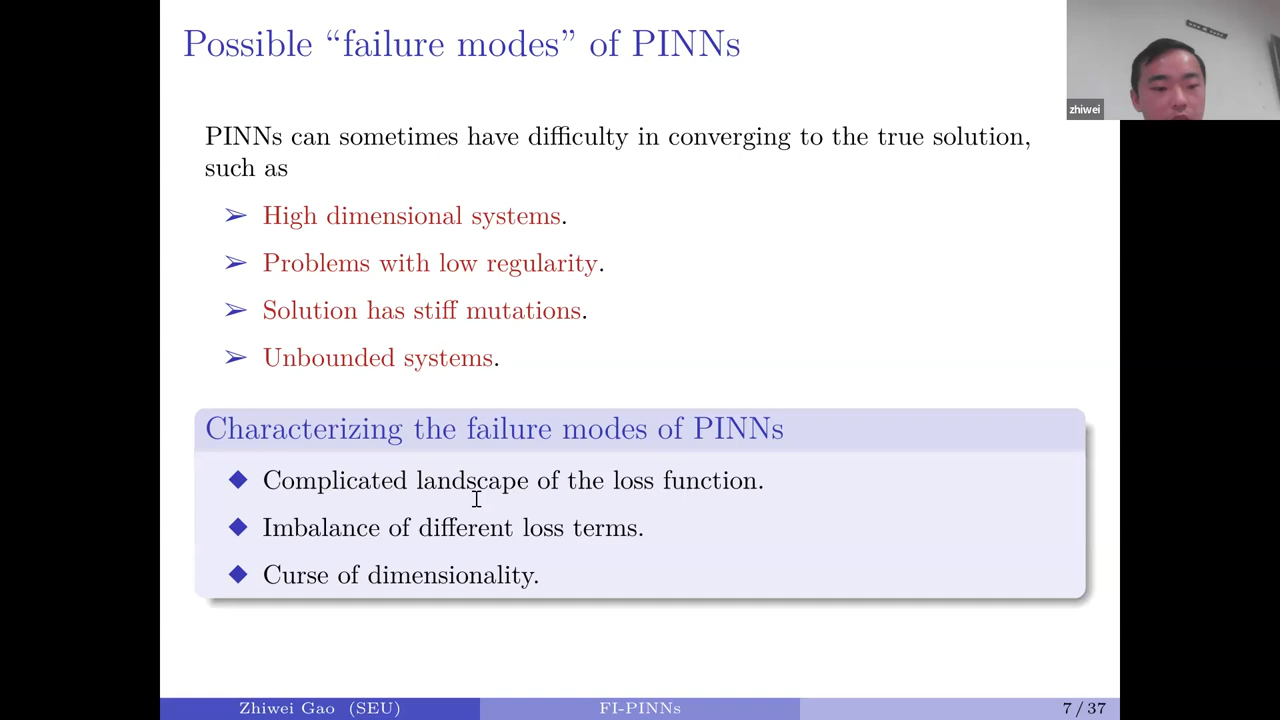 Possible “failure modes” of PINNs
zhiwei
PINNs can sometimes have difficulty in converging to the true solution,
such as
➢ High dimensional systems.
➢ Problems with low regularity.
➢ Solution has stiff mutations.
➢ Unbounded systems.
Characterizing the failure modes of PINNs
◆ Complicated landscape of the loss function.
◆ Imbalance of different loss terms.
◆ Curse of dimensionality.
Zhiwei Gao (SEU) FI-PINNs 7 / 37